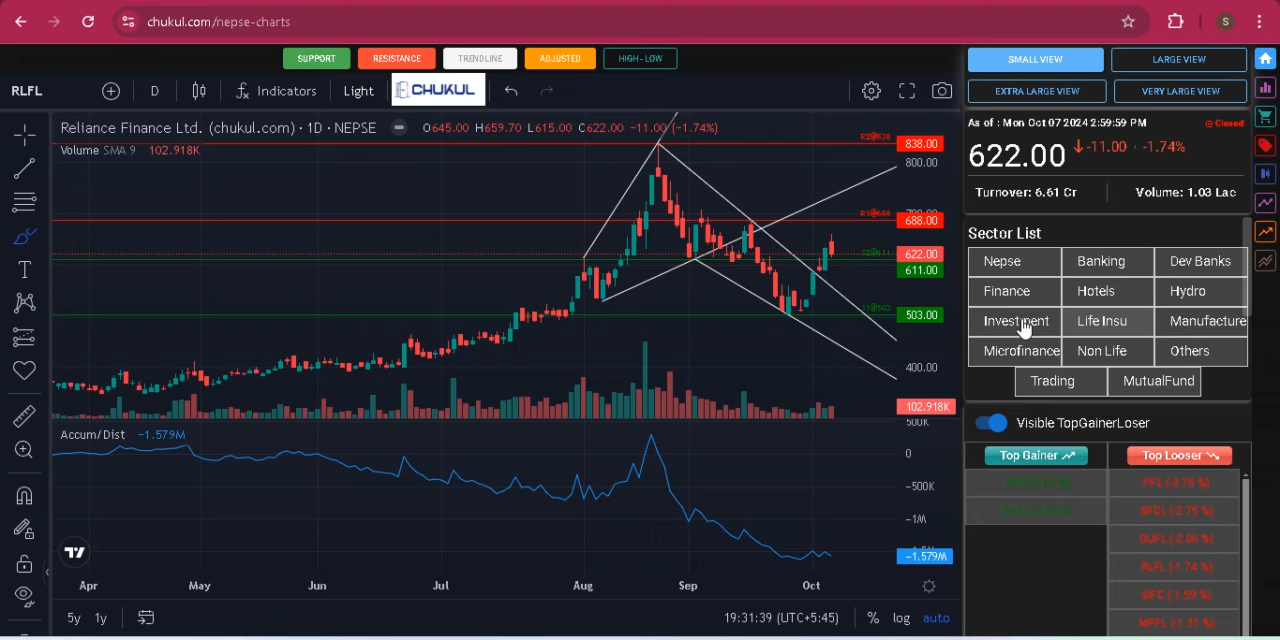 chukul.com/nepse-charts
S
SUPPORT RESISTANCE TRENDLINE ADJUSTED HIGH-LOW
SMALL VIEW LARGE VIEW
EXTRA LARGE VIEW VERY LARGE VIEW
RLFL D Indicators Light CHUKUL
Reliance Finance Ltd. (chukul.com) · 1D · NEPSE O645.00 H659.70 L615.00 C622.00 -11.00 (-1.74%)
Volume SMA 9 102.918K
R2@838 838.00
800.00
R1@688 688.00
622.00
611.00
503.00
400.00
102.918K
500K
Accum/Dist -1.579M
0
-500K
-1M
-1.579M
Apr May Jun Jul Aug Sep Oct
5y 1y 19:31:39 (UTC+5:45) % log auto
As of : Mon Oct 07 2024 2:59:59 PM Closed
622.00 -11.00 · -1.74%
Turnover: 6.61 Cr Volume: 1.03 Lac
Sector List
Nepse Banking Dev Banks
Finance Hotels Hydro
Investment Life Insu Manufacture
Microfinance Non Life Others
Trading MutualFund
Visible TopGainerLoser
Top Gainer Top Looser
PFL (-3.76 %)
SFCL (-2.75 %)
GUFL (-2.06 %)
RLFL (-1.74 %)
SIFC (-1.59 %)
MPFL (-1.31 %)